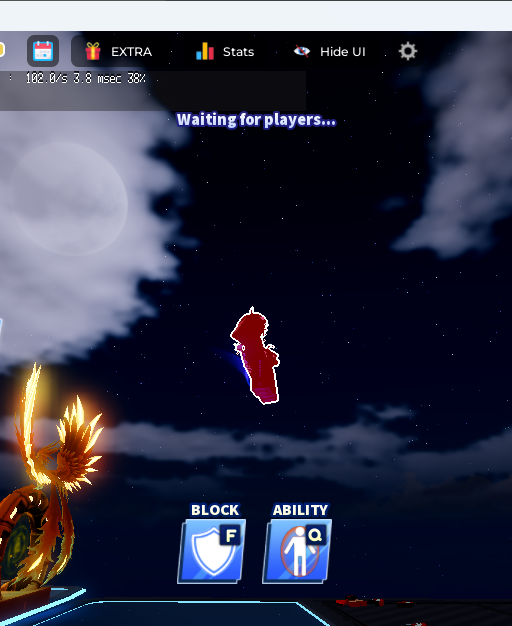 EXTRA Stats Hide UI
: 102.0/s 3.8 msec 38%
Waiting for players...
BLOCK ABILITY
F Q